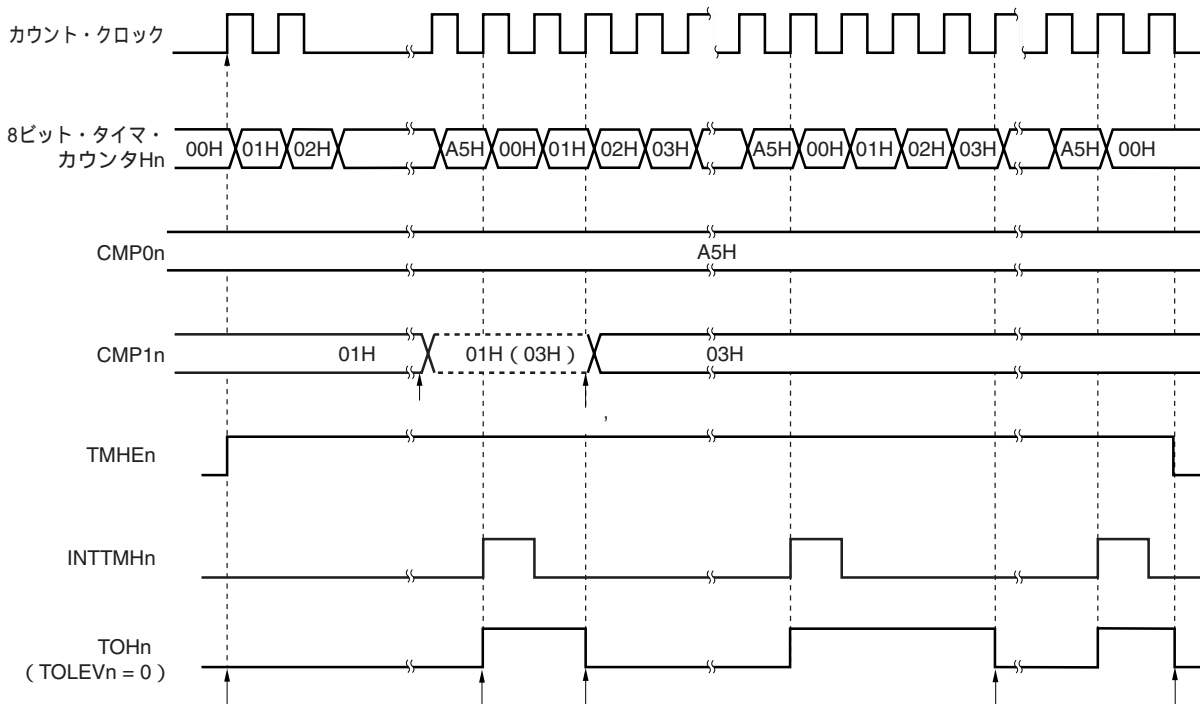 カウント・クロック
8ビット・タイマ・
カウンタHn
00H 01H 02H A5H 00H 01H 02H 03H A5H 00H 01H 02H 03H A5H 00H
CMP0n
A5H
CMP1n
01H 01H（03H） 03H
,
TMHEn
INTTMHn
TOHn
（TOLEVn = 0）